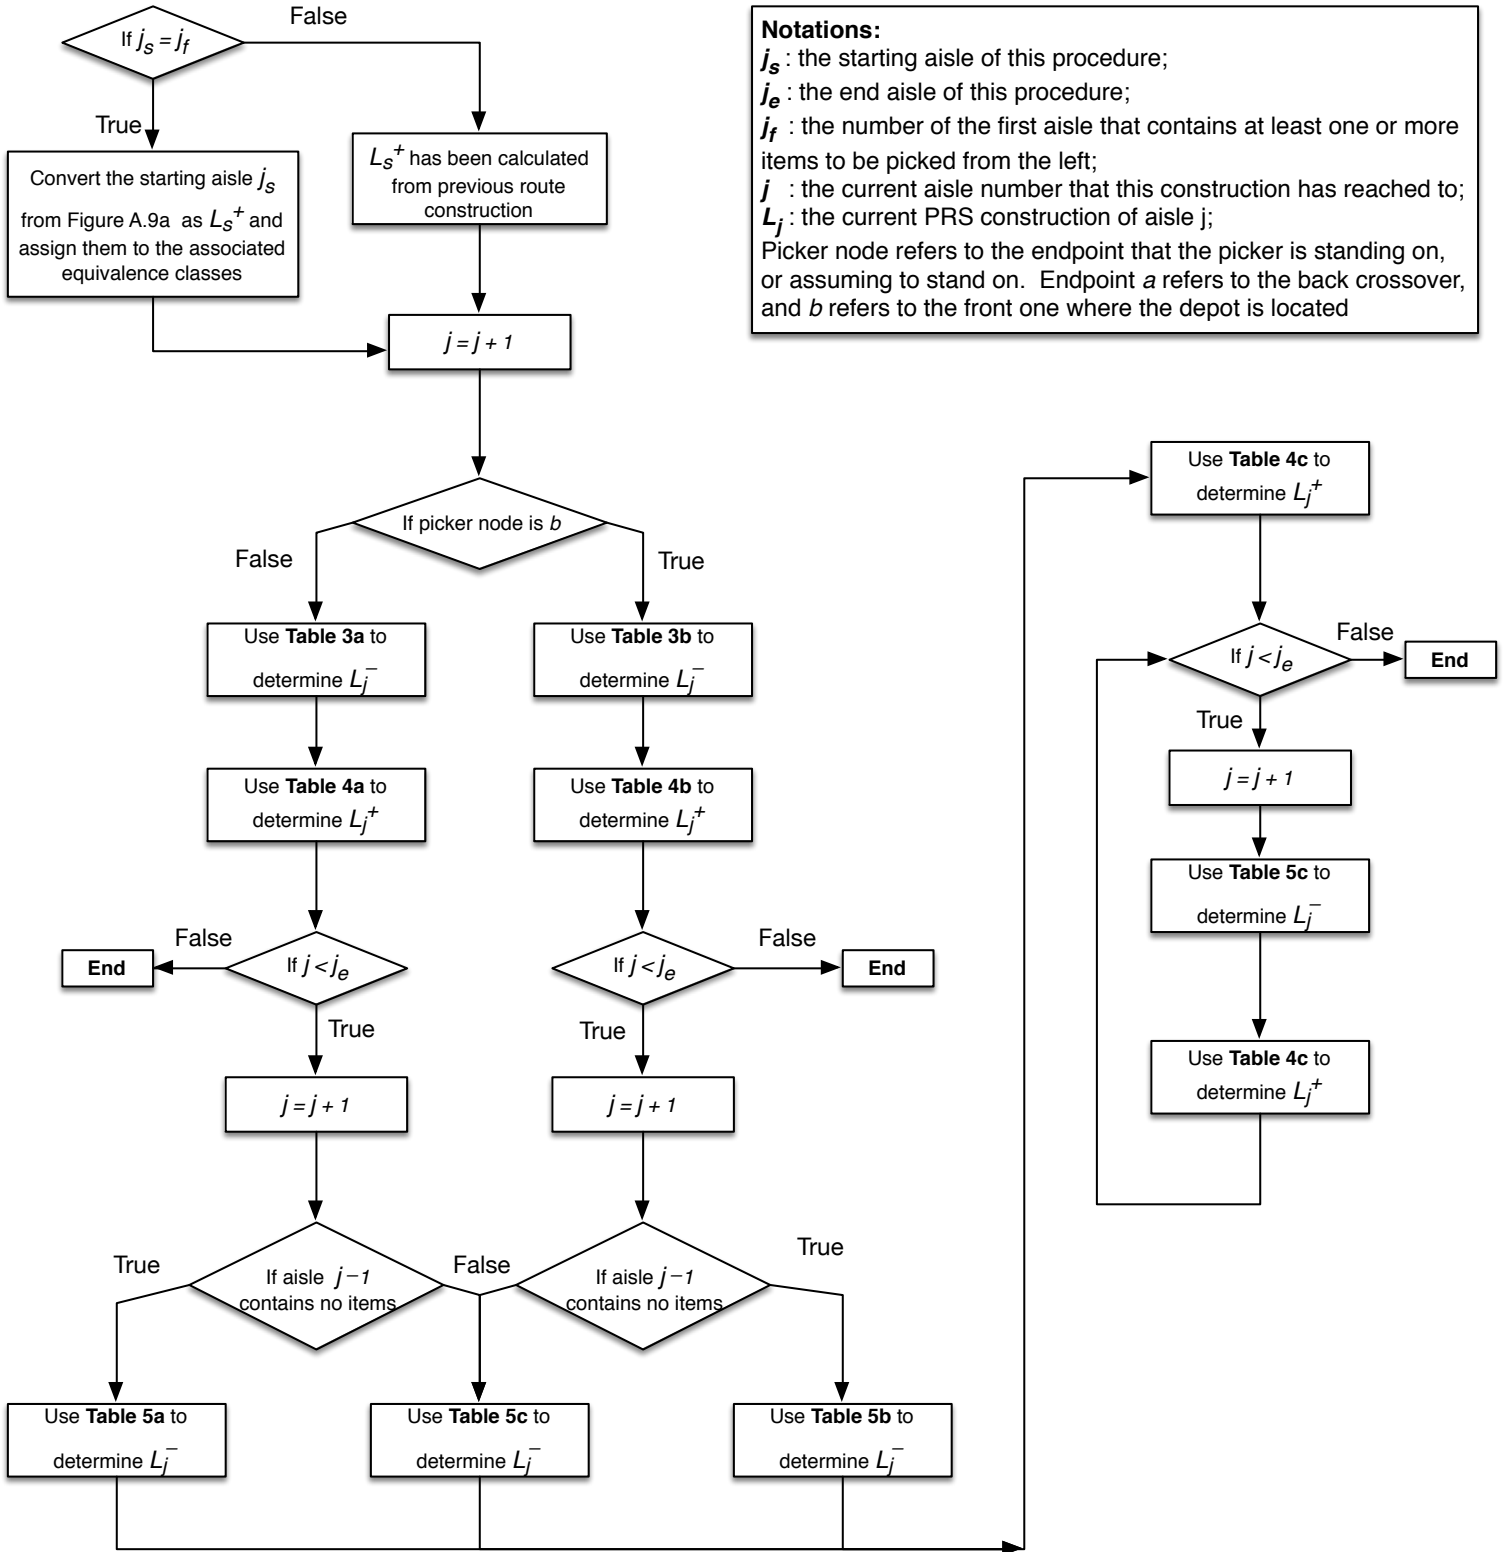 If j_s = j_f
False
True
Convert the starting aisle j_s
from Figure A.9a as L_s^+ and
assign them to the associated
equivalence classes
L_s^+ has been calculated
from previous route
construction
j = j + 1
Notations:
j_s : the starting aisle of this procedure;
j_e : the end aisle of this procedure;
j_f : the number of the first aisle that contains at least one or more
items to be picked from the left;
j : the current aisle number that this construction has reached to;
L_j : the current PRS construction of aisle j;
Picker node refers to the endpoint that the picker is standing on,
or assuming to stand on. Endpoint a refers to the back crossover,
and b refers to the front one where the depot is located
If picker node is b
False
True
Use Table 3a to
determine L_j^−
Use Table 3b to
determine L_j^−
Use Table 4a to
determine L_j^+
Use Table 4b to
determine L_j^+
If j < j_e
False
End
True
If j < j_e
False
End
True
j = j + 1
j = j + 1
If aisle j−1
contains no items
True
False
If aisle j−1
contains no items
True
Use Table 5a to
determine L_j^−
Use Table 5c to
determine L_j^−
Use Table 5b to
determine L_j^−
Use Table 4c to
determine L_j^+
If j < j_e
False
End
True
j = j + 1
Use Table 5c to
determine L_j^−
Use Table 4c to
determine L_j^+